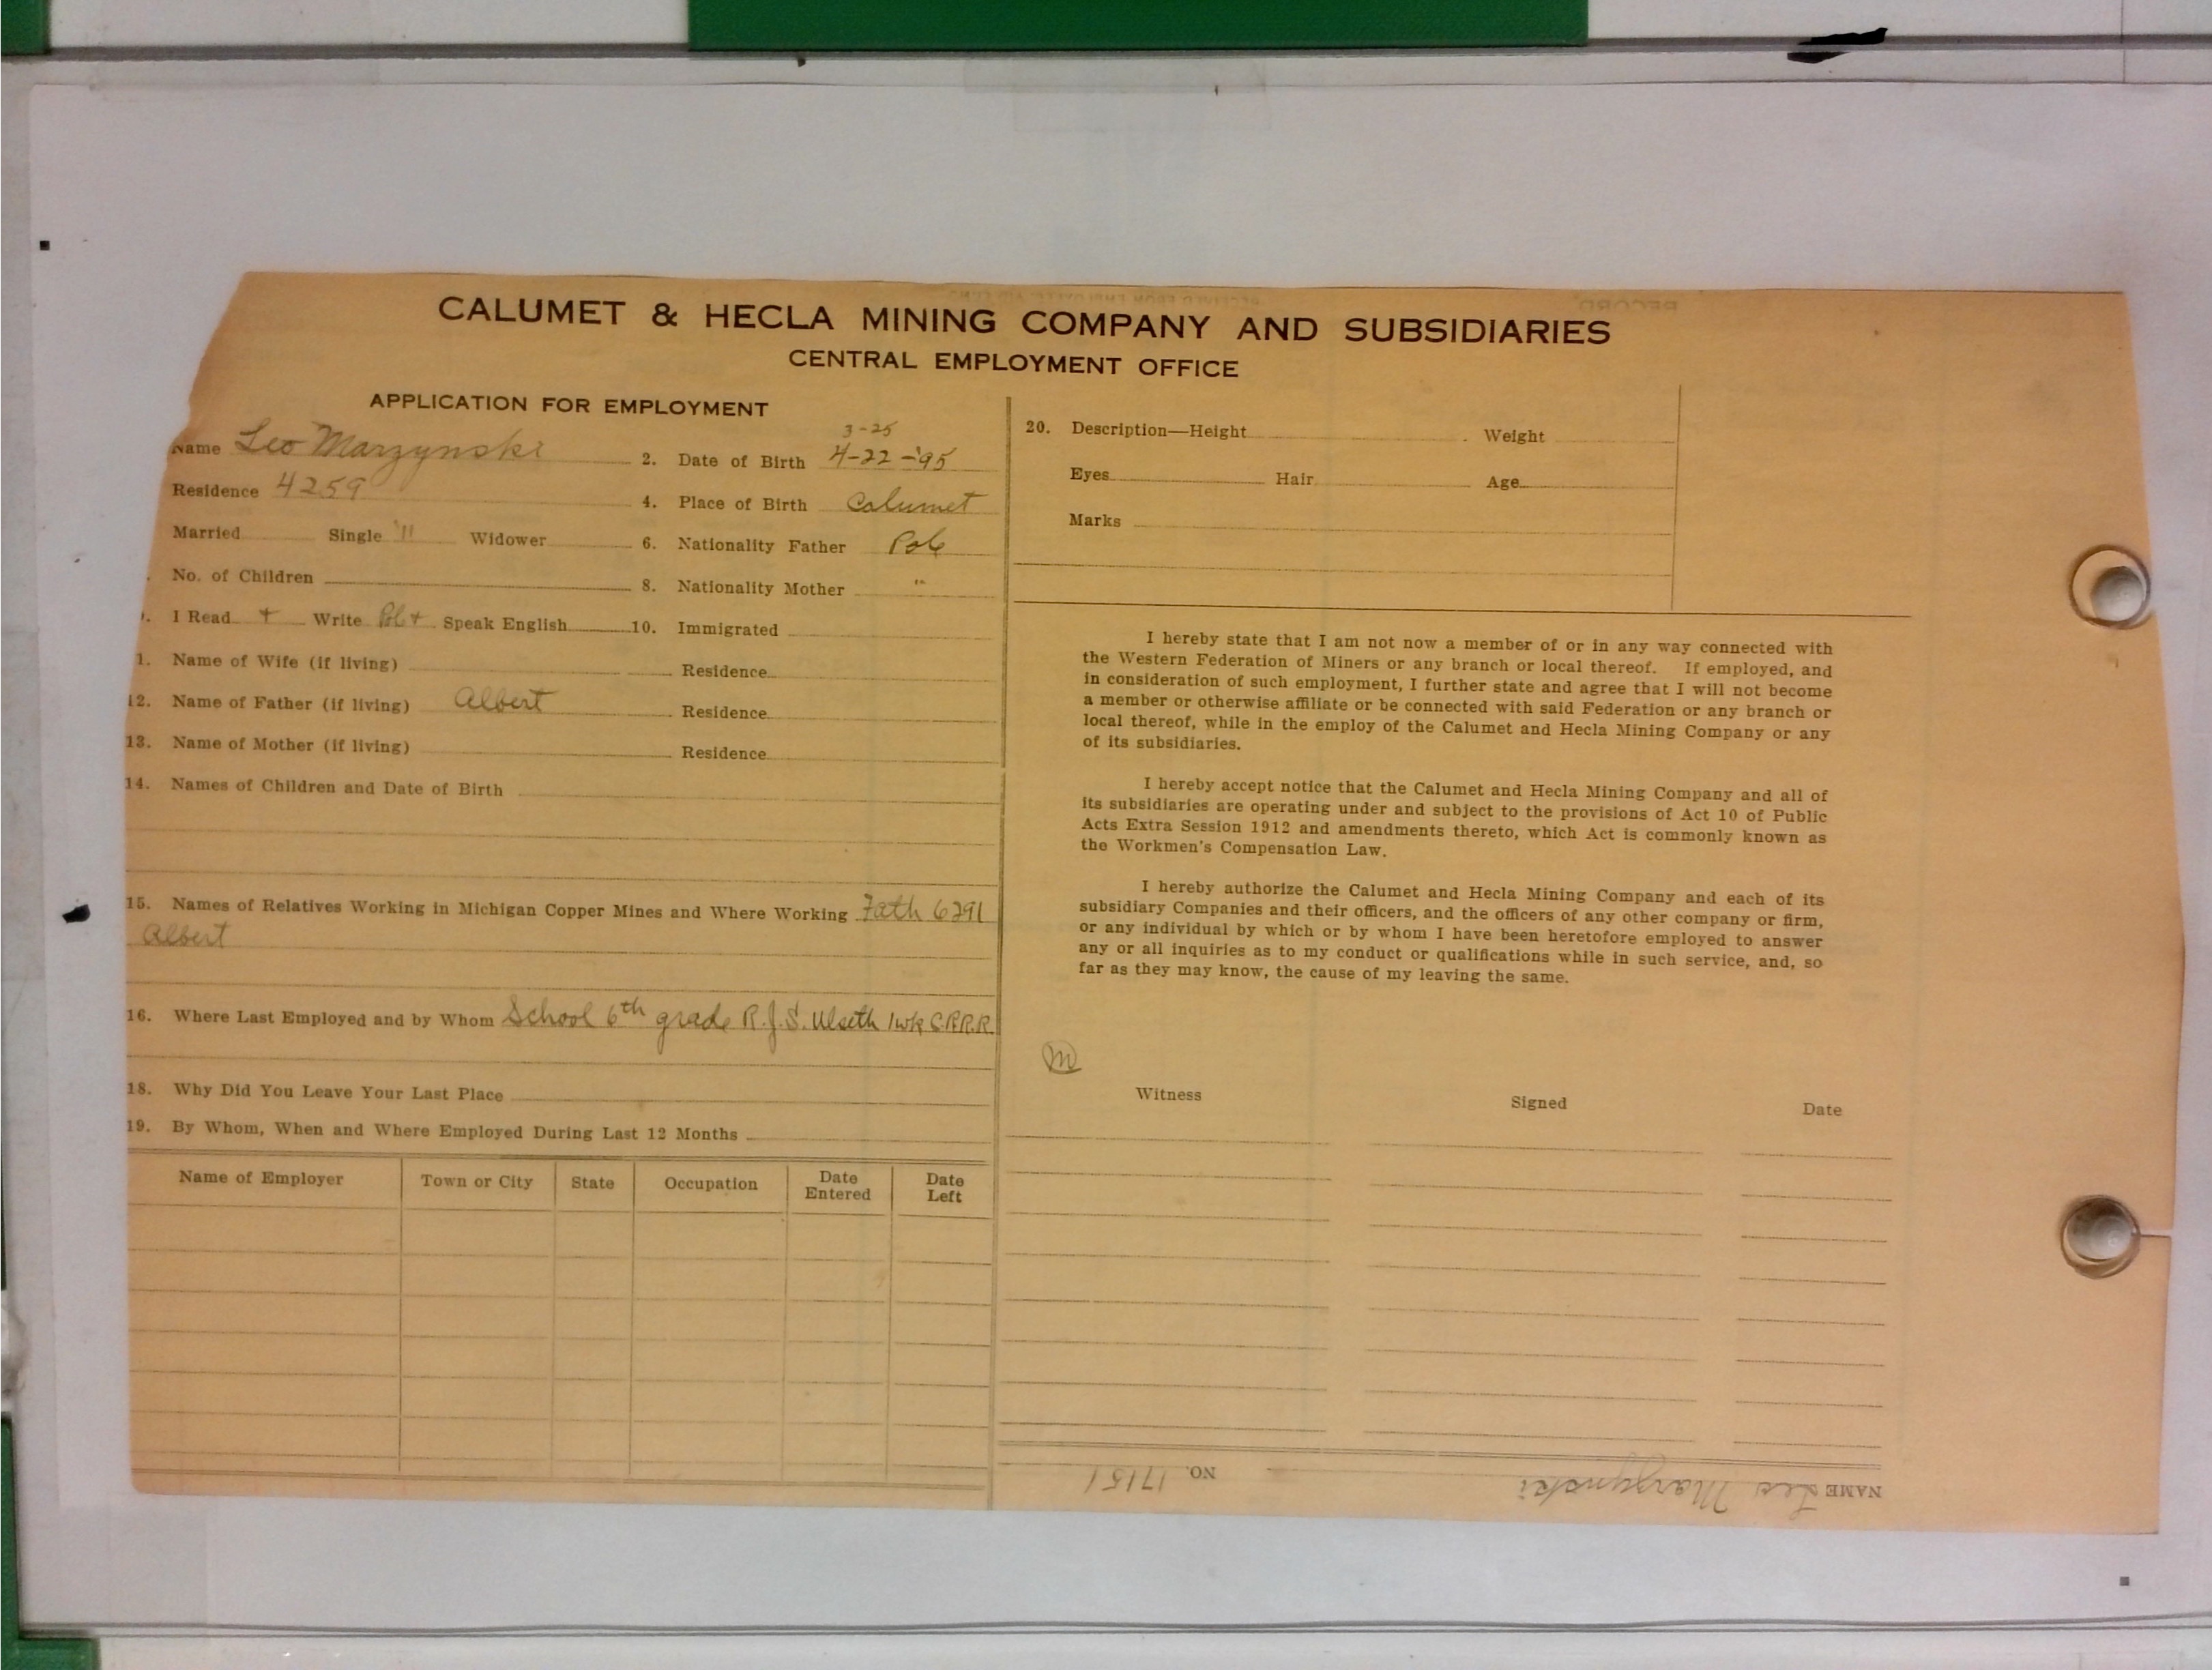 CALUMET & HECLA MINING COMPANY AND SUBSIDIARIES
CENTRAL EMPLOYMENT OFFICE
APPLICATION FOR EMPLOYMENT
Name Leo Marzynski
3-25
2. Date of Birth 4-22-'95
Residence 4259
4. Place of Birth Calumet
Married Single " Widower
6. Nationality Father Pole
No. of Children
8. Nationality Mother "
I Read + Write Pol + Speak English
10. Immigrated
1. Name of Wife (if living) Residence
12. Name of Father (if living) Albert Residence
13. Name of Mother (if living) Residence
14. Names of Children and Date of Birth
15. Names of Relatives Working in Michigan Copper Mines and Where Working Fath 6291
Albert
16. Where Last Employed and by Whom School 6th grade R.J.S. Ulseth 1wk C.R.R.R.
18. Why Did You Leave Your Last Place
19. By Whom, When and Where Employed During Last 12 Months
Name of Employer Town or City State Occupation Date Entered Date Left
20. Description—Height Weight
Eyes Hair Age
Marks
I hereby state that I am not now a member of or in any way connected with
the Western Federation of Miners or any branch or local thereof. If employed, and
in consideration of such employment, I further state and agree that I will not become
a member or otherwise affiliate or be connected with said Federation or any branch or
local thereof, while in the employ of the Calumet and Hecla Mining Company or any
of its subsidiaries.
I hereby accept notice that the Calumet and Hecla Mining Company and all of
its subsidiaries are operating under and subject to the provisions of Act 10 of Public
Acts Extra Session 1912 and amendments thereto, which Act is commonly known as
the Workmen's Compensation Law.
I hereby authorize the Calumet and Hecla Mining Company and each of its
subsidiary Companies and their officers, and the officers of any other company or firm,
or any individual by which or by whom I have been heretofore employed to answer
any or all inquiries as to my conduct or qualifications while in such service, and, so
far as they may know, the cause of my leaving the same.
m
Witness Signed Date
NAME Leo Marzynski NO. 17151